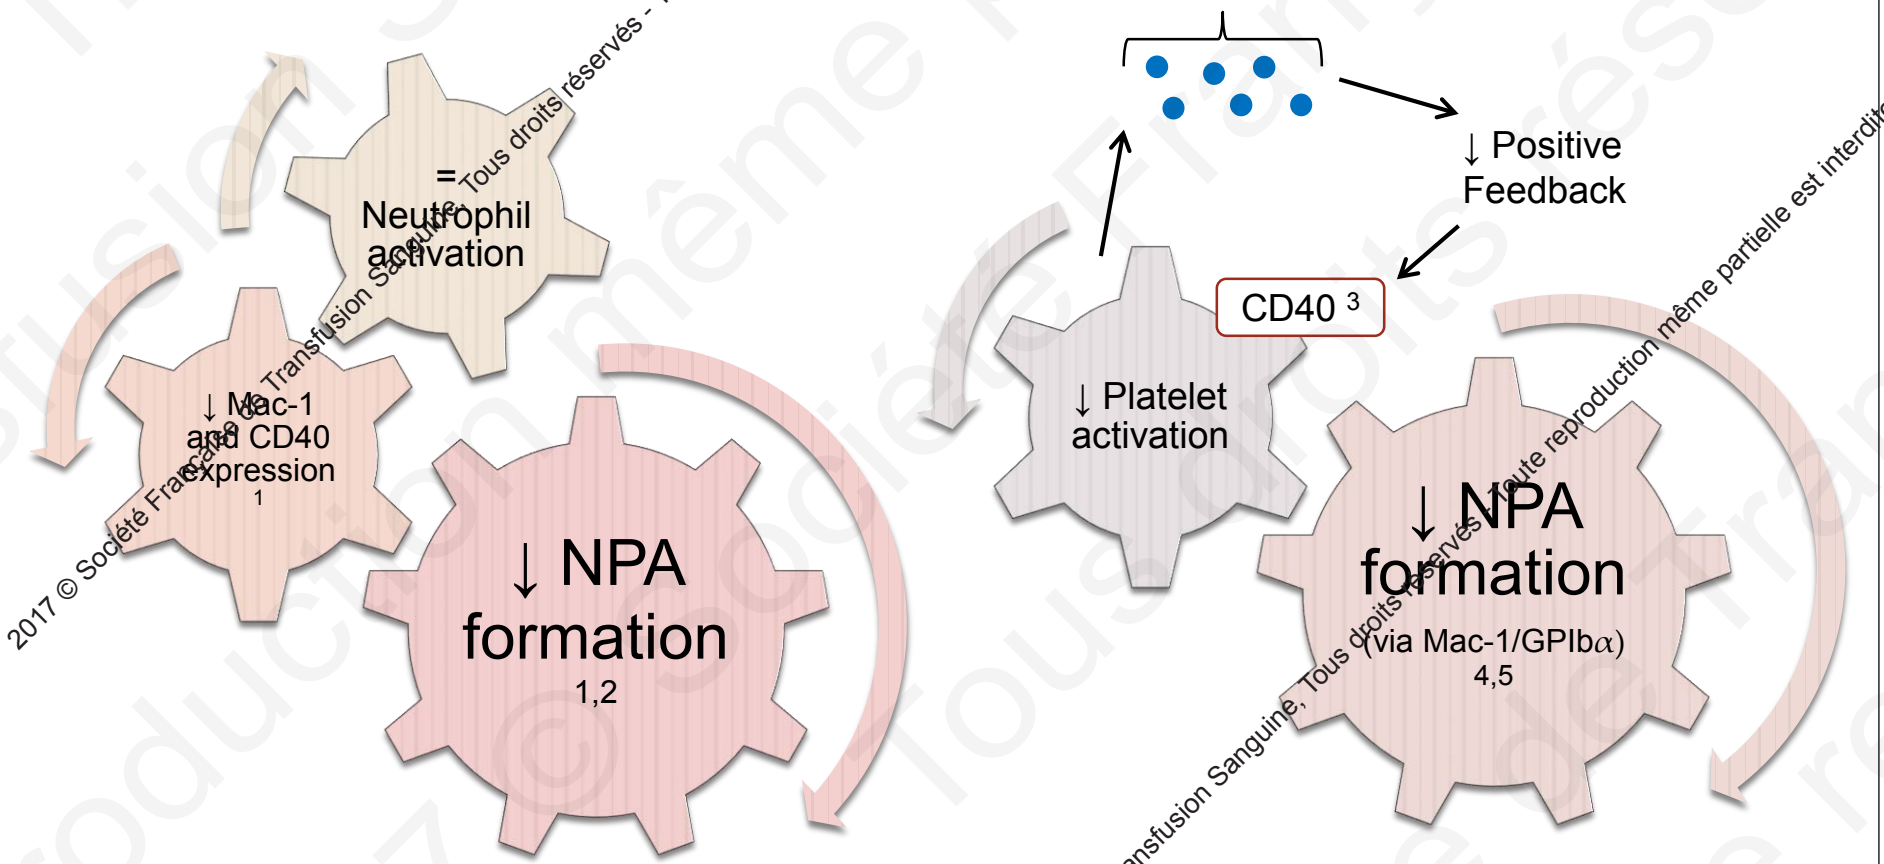 =
Neutrophil
activation
↓ Mac-1
and CD40
expression
1
↓ NPA
formation
1,2
↓ Positive
Feedback
CD40 3
↓ Platelet
activation
↓ NPA
formation
(via Mac-1/GPIbα)
4,5
2017 © Société Française de Transfusion Sanguine, Tous droits réservés -
Transfusion Sanguine, Tous droits réservés - Toute reproduction même partielle est interdite